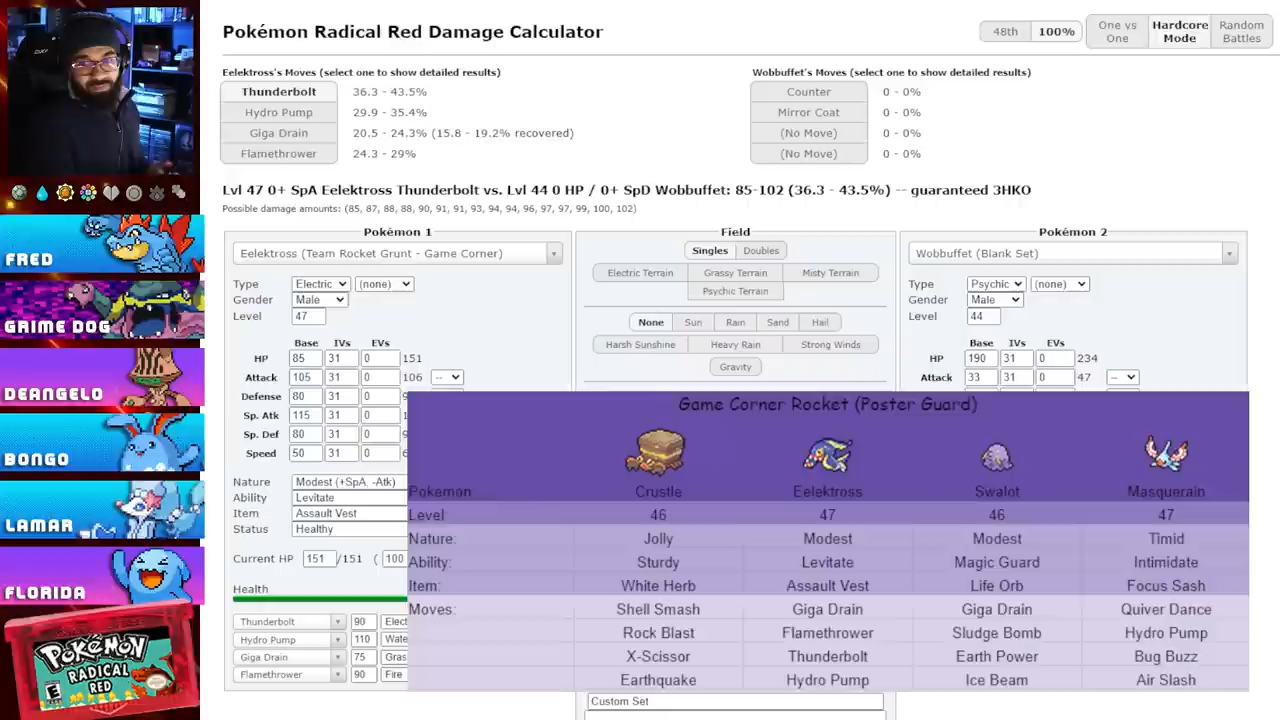 Pokémon Radical Red Damage Calculator
48th 100%
One vs One
Hardcore Mode
Random Battles
Eelektross's Moves (select one to show detailed results)
Thunderbolt 36.3 - 43.5%
Hydro Pump 29.9 - 35.4%
Giga Drain 20.5 - 24.3% (15.8 - 19.2% recovered)
Flamethrower 24.3 - 29%
Wobbuffet's Moves (select one to show detailed results)
Counter 0 - 0%
Mirror Coat 0 - 0%
(No Move) 0 - 0%
(No Move) 0 - 0%
Lvl 47 0+ SpA Eelektross Thunderbolt vs. Lvl 44 0 HP / 0+ SpD Wobbuffet: 85-102 (36.3 - 43.5%) -- guaranteed 3HKO
Possible damage amounts: (85, 87, 88, 88, 90, 91, 91, 93, 94, 94, 96, 97, 97, 99, 100, 102)
Pokémon 1
Eelektross (Team Rocket Grunt - Game Corner)
Type Electric (none)
Gender Male
Level 47
Base IVs EVs
HP 85 31 0 151
Attack 105 31 0 106 --
Defense 80 31 0
Sp. Atk 115 31 0
Sp. Def 80 31 0
Speed 50 31 0
Nature Modest (+SpA, -Atk)
Ability Levitate
Item Assault Vest
Status Healthy
Current HP 151 /151 ( 100
Health
Thunderbolt 90 Elect
Hydro Pump 110 Wate
Giga Drain 75 Gras
Flamethrower 90 Fire
Field
Singles Doubles
Electric Terrain Grassy Terrain Misty Terrain
Psychic Terrain
None Sun Rain Sand Hail
Harsh Sunshine Heavy Rain Strong Winds
Gravity
Custom Set
Pokémon 2
Wobbuffet (Blank Set)
Type Psychic (none)
Gender Male
Level 44
Base IVs EVs
HP 190 31 0 234
Attack 33 31 0 47 --
Game Corner Rocket (Poster Guard)
Pokemon Crustle Eelektross Swalot Masquerain
Level: 46 47 46 47
Nature: Jolly Modest Modest Timid
Ability: Sturdy Levitate Magic Guard Intimidate
Item: White Herb Assault Vest Life Orb Focus Sash
Moves: Shell Smash Giga Drain Giga Drain Quiver Dance
Rock Blast Flamethrower Sludge Bomb Hydro Pump
X-Scissor Thunderbolt Earth Power Bug Buzz
Earthquake Hydro Pump Ice Beam Air Slash
FRED
GRIME DOG
DEANGELO
BONGO
LAMAR
FLORIDA
POKéMON
RADICAL
RED